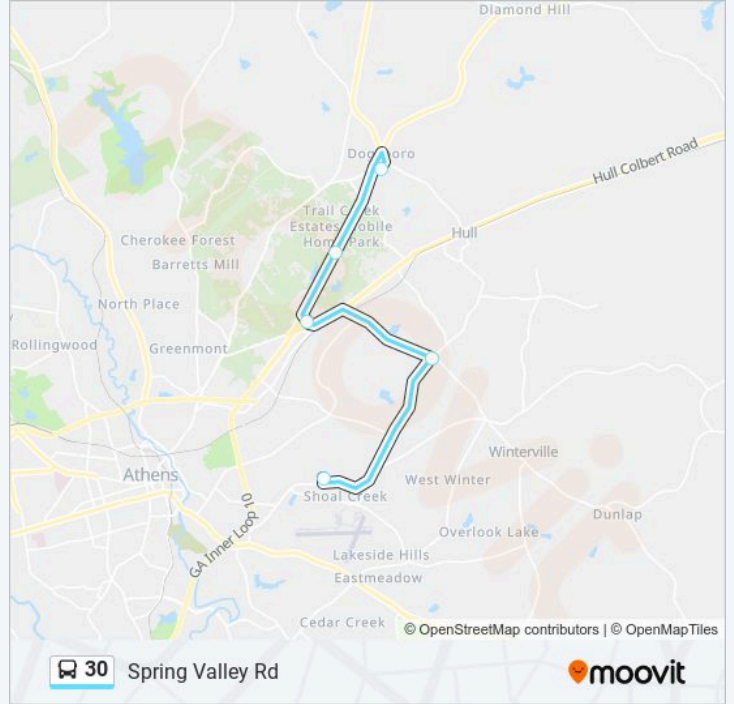 Diamond Hill
Hull Colbert Road
Trail Creek
Estates Mobile
Home Park
Hull
Cherokee Forest
Barretts Mill
North Place
Rollingwood
Greenmont
Winterville
Athens
West Winter
Shoal Creek
GA Inner Loop 10
Dunlap
Overlook Lake
Lakeside Hills
Eastmeadow
Cedar Creek
© OpenStreetMap contributors | © OpenMapTiles
30 Spring Valley Rd
moovit